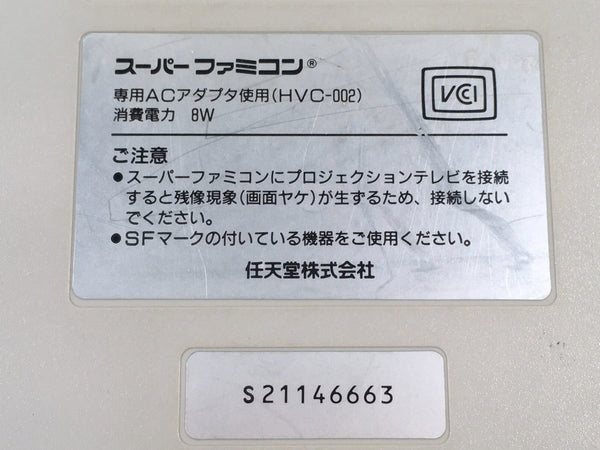 スーパーファミコン®
専用ACアダプタ使用(HVC-002)
消費電力 8W
VCCI
ご注意
●スーパーファミコンにプロジェクションテレビを接続
すると残像現象(画面ヤケ)が生ずるため、接続しない
でください。
●SFマークの付いている機器をご使用ください。
任天堂株式会社
S21146663